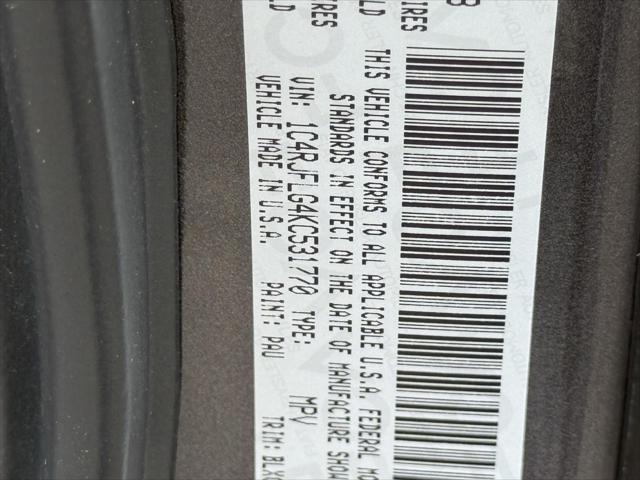 THIS VEHICLE CONFORMS TO ALL APPLICABLE U.S.A. FEDERAL
STANDARDS IN EFFECT ON THE DATE OF MANUFACTURE
VIN: 1C4RJFLG4KC531770 TYPE: MPV
VEHICLE MADE IN U.S.A. PAINT: PAU TRIM: